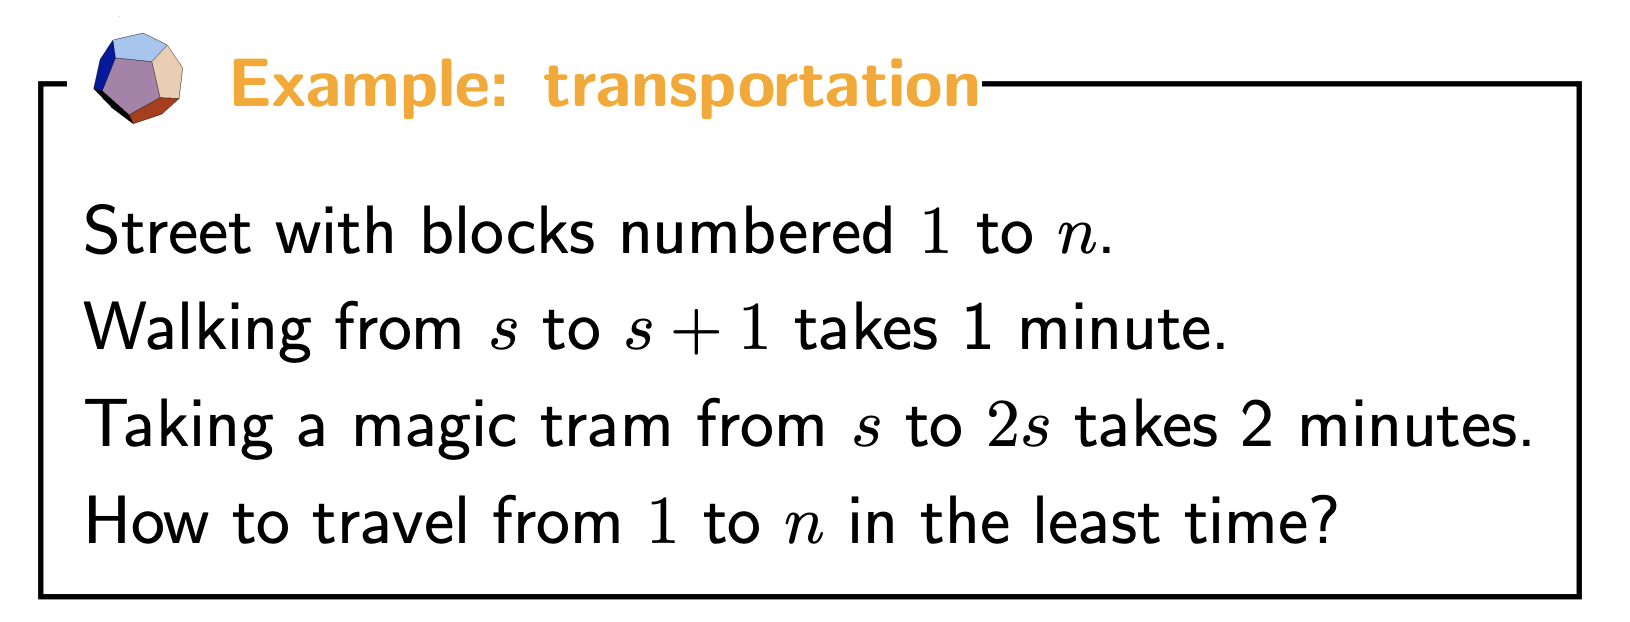 Example: transportation
Street with blocks numbered 1 to n.
Walking from s to s + 1 takes 1 minute.
Taking a magic tram from s to 2s takes 2 minutes.
How to travel from 1 to n in the least time?